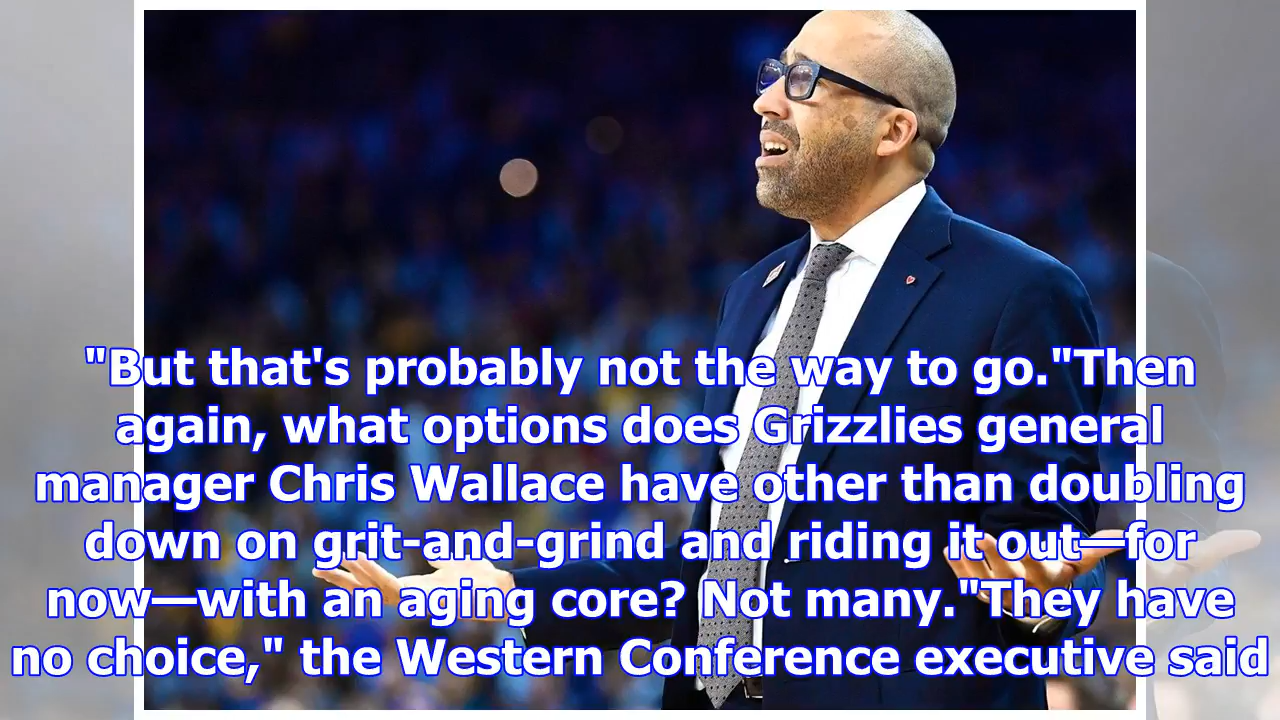 "But that's probably not the way to go."Then
again, what options does Grizzlies general
manager Chris Wallace have other than doubling
down on grit-and-grind and riding it out—for
now—with an aging core? Not many."They have
no choice," the Western Conference executive said